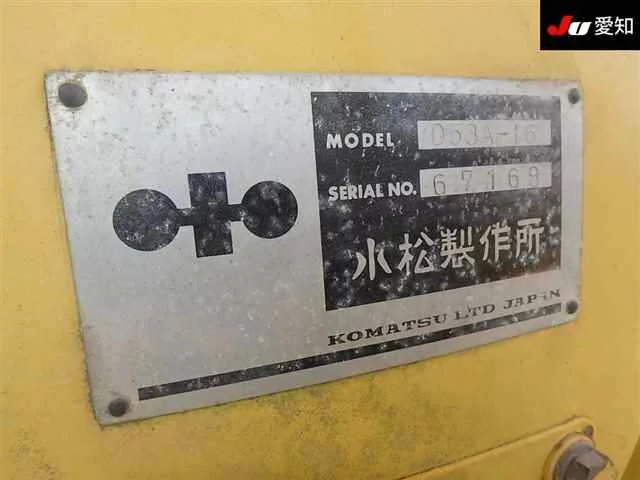 Ju 愛知
MODEL D53A-16
SERIAL NO. 67169
小松製作所
KOMATSU LTD JAPAN